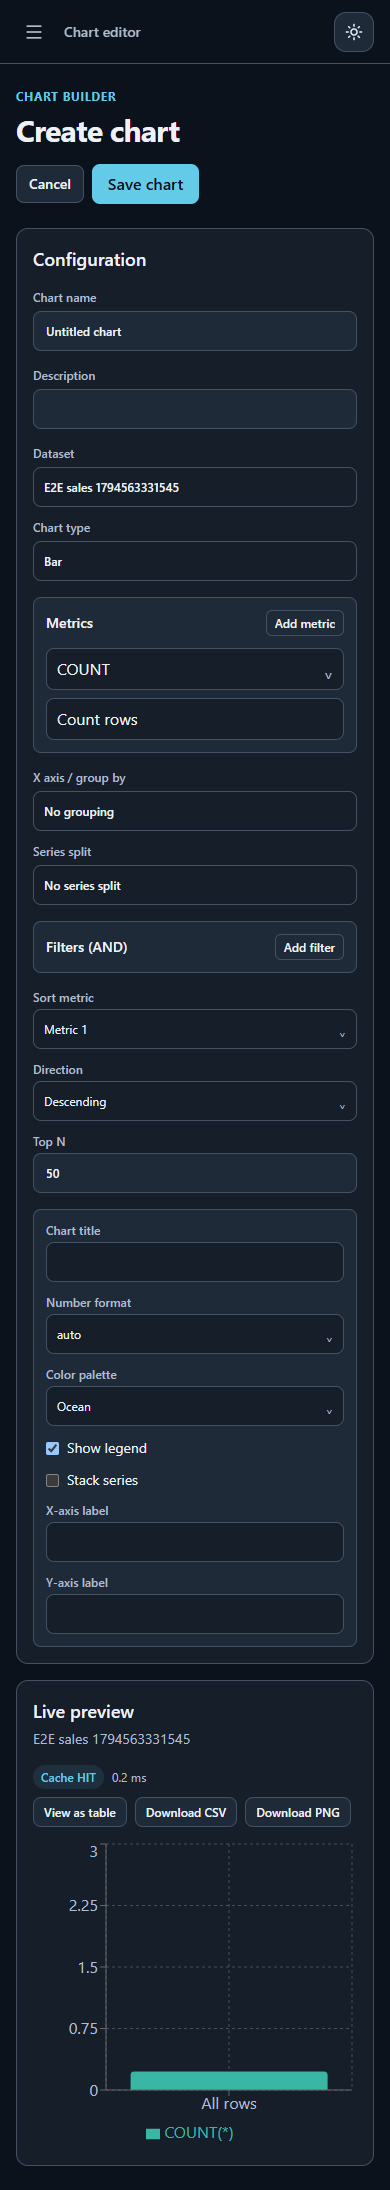 Chart editor
CHART BUILDER
Create chart
Cancel
Save chart
Configuration
Chart name
Untitled chart
Description
Dataset
E2E sales 1794563331545
Chart type
Bar
Metrics
Add metric
COUNT
Count rows
X axis / group by
No grouping
Series split
No series split
Filters (AND)
Add filter
Sort metric
Metric 1
Direction
Descending
Top N
50
Chart title
Number format
auto
Color palette
Ocean
Show legend
Stack series
X-axis label
Y-axis label
Live preview
E2E sales 1794563331545
Cache HIT 0.2 ms
View as table
Download CSV
Download PNG
3
2.25
1.5
0.75
0
All rows
COUNT(*)